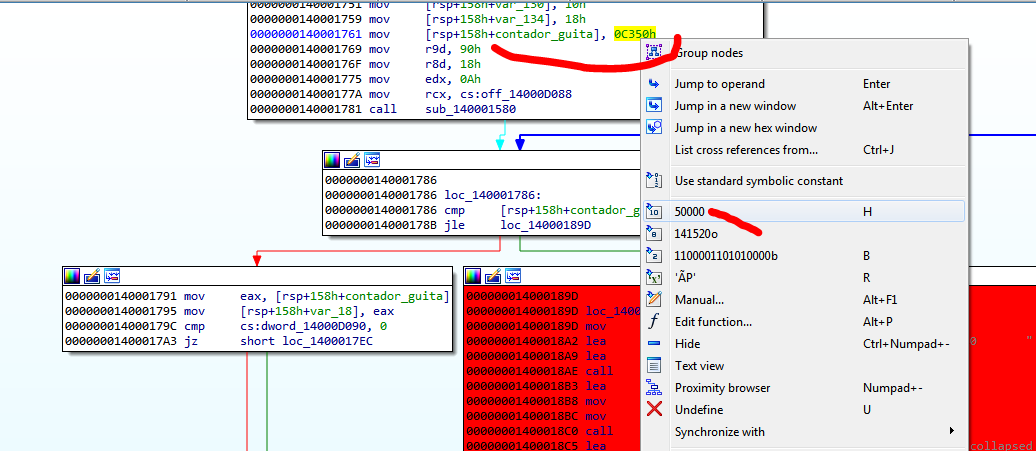 0000000140001751 mov [rsp+158h+var_130], 10h
0000000140001759 mov [rsp+158h+var_134], 18h
0000000140001761 mov [rsp+158h+contador_guita], 0C350h
0000000140001769 mov r9d, 90h
000000014000176F mov r8d, 18h
0000000140001775 mov edx, 0Ah
000000014000177A mov rcx, cs:off_14000D088
0000000140001781 call sub_140001580
0000000140001786
0000000140001786 loc_140001786:
0000000140001786 cmp [rsp+158h+contador_gu
000000014000178B jle loc_14000189D
0000000140001791 mov eax, [rsp+158h+contador_guita]
0000000140001795 mov [rsp+158h+var_18], eax
000000014000179C cmp cs:dword_14000D090, 0
00000001400017A3 jz short loc_1400017EC
000000014000189D
000000014000189D loc_1400
000000014000189D mov
00000001400018A2 lea
00000001400018A9 lea
00000001400018AE call
00000001400018B3 lea
00000001400018B8 mov
00000001400018BC mov
00000001400018C0 call
00000001400018C5 lea
Group nodes
Jump to operand Enter
Jump in a new window Alt+Enter
Jump in a new hex window
List cross references from... Ctrl+J
Use standard symbolic constant
50000 H
141520o
1100001101010000b B
'ÃP' R
Manual... Alt+F1
Edit function... Alt+P
Hide Ctrl+Numpad+-
Text view
Proximity browser Numpad+-
Undefine U
Synchronize with
0 "
collapsed